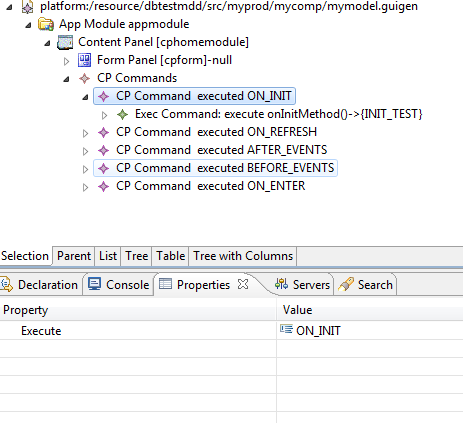 platform:/resource/dbtestmdd/src/myprod/mycomp/mymodel.guigen
App Module appmodule
Content Panel [cphomemodule]
Form Panel [cpform]-null
CP Commands
CP Command executed ON_INIT
Exec Command: execute onInitMethod()->{INIT_TEST}
CP Command executed ON_REFRESH
CP Command executed AFTER_EVENTS
CP Command executed BEFORE_EVENTS
CP Command executed ON_ENTER
Selection Parent List Tree Table Tree with Columns
Declaration Console Properties Servers Search
Property Value
Execute ON_INIT